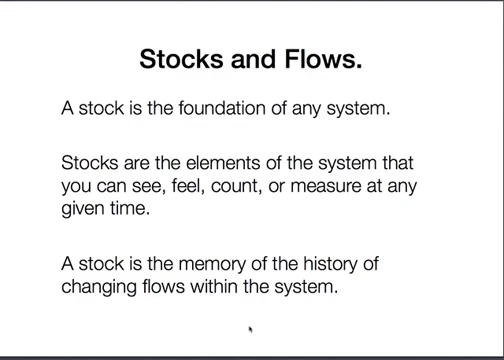 Stocks and Flows.
A stock is the foundation of any system.
Stocks are the elements of the system that
you can see, feel, count, or measure at any
given time.
A stock is the memory of the history of
changing flows within the system.